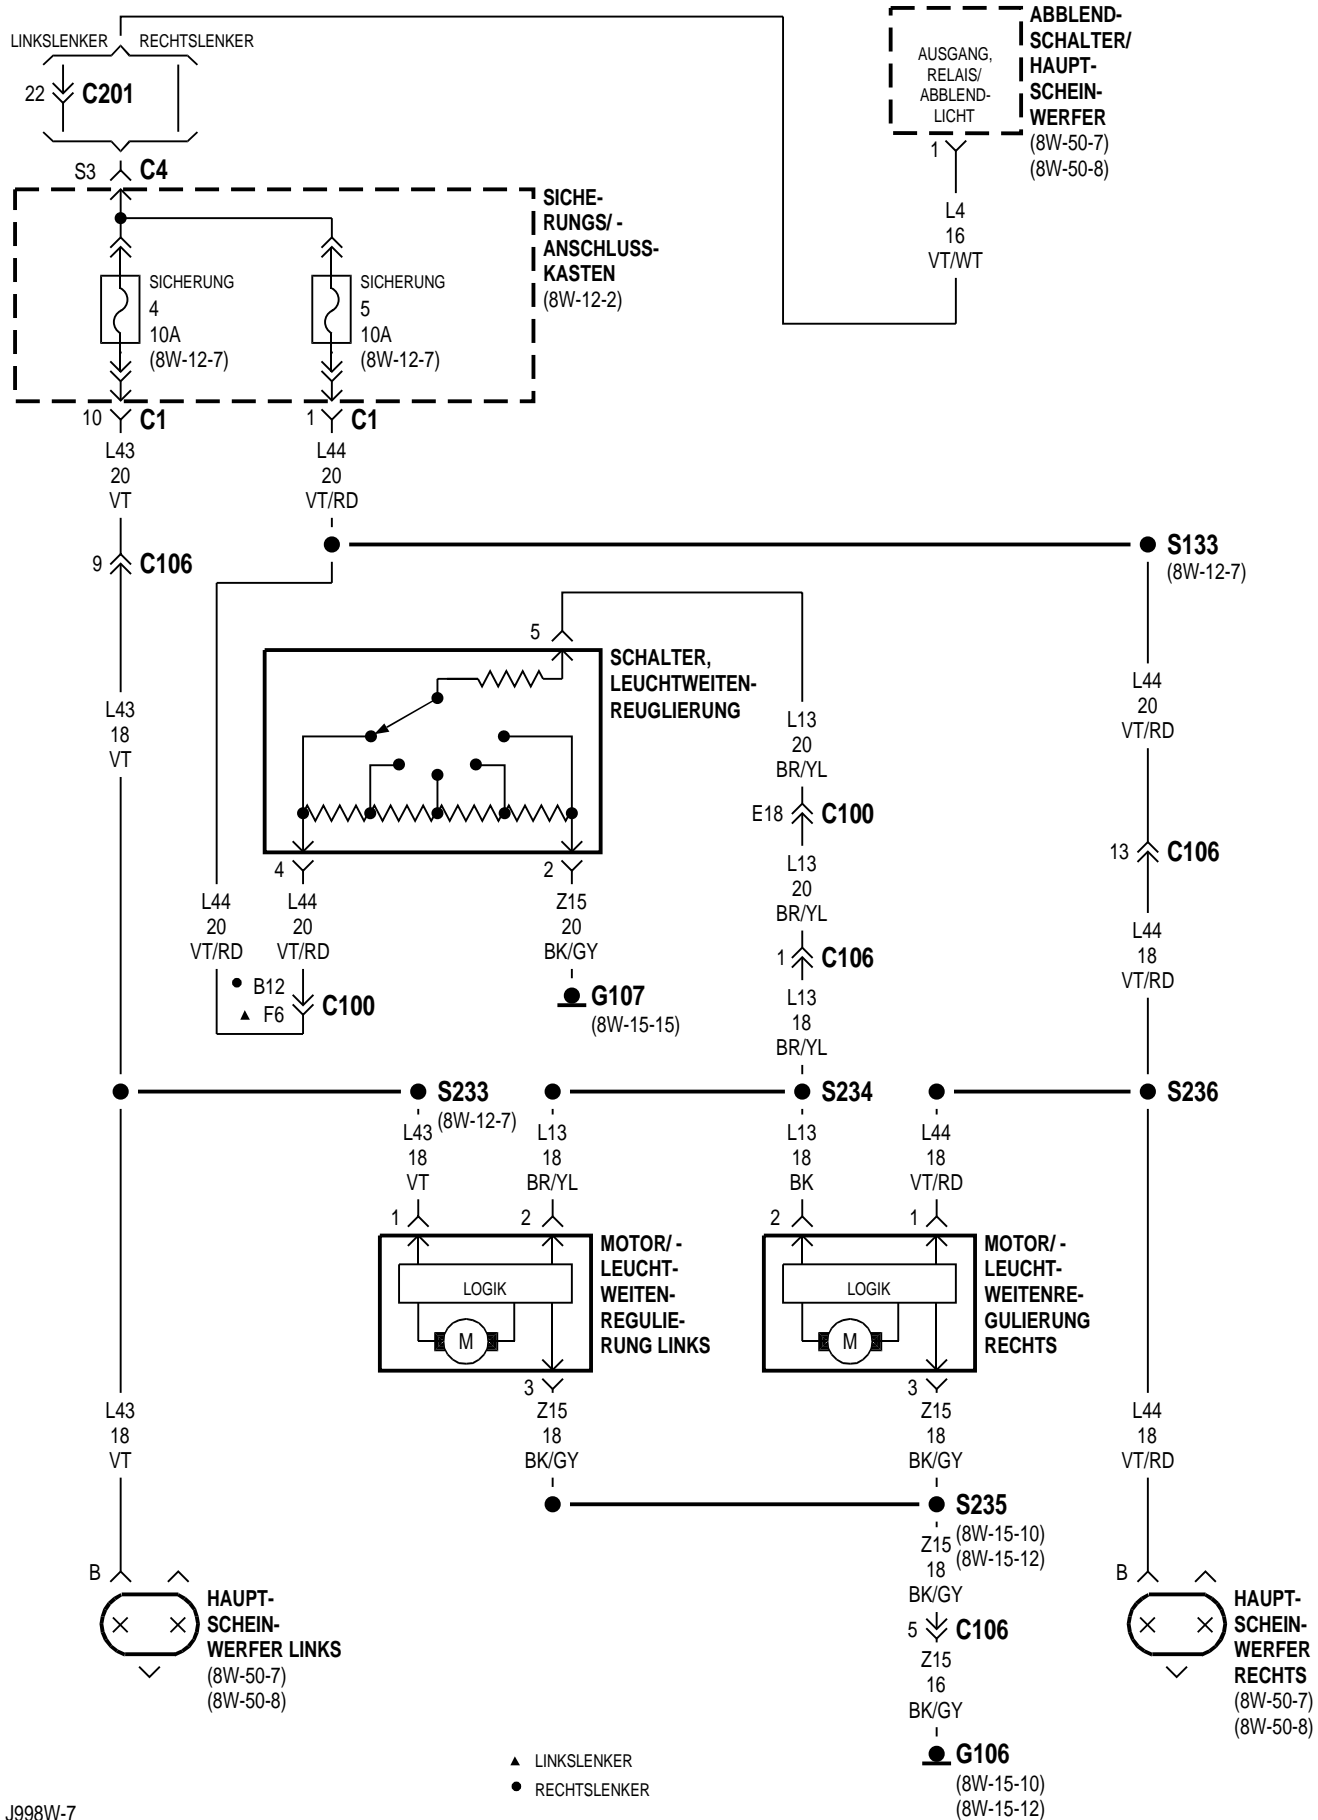 LINKSLENKER RECHTSLENKER
22 C201
S3 C4
AUSGANG,
RELAIS/
ABBLEND-
LICHT
ABBLEND-
SCHALTER/
HAUPT-
SCHEIN-
WERFER
(8W-50-7)
(8W-50-8)
1
L4
16
VT/WT
SICHE-
RUNGS/ -
ANSCHLUSS-
KASTEN
(8W-12-2)
SICHERUNG
4
10A
(8W-12-7)
SICHERUNG
5
10A
(8W-12-7)
10 C1
1 C1
L43
20
VT
L44
20
VT/RD
9 C106
S133
(8W-12-7)
5
SCHALTER,
LEUCHTWEITEN-
REUGLIERUNG
L43
18
VT
L13
20
BR/YL
L44
20
VT/RD
E18 C100
13 C106
4
2
L44
20
VT/RD
L44
20
VT/RD
Z15
20
BK/GY
L13
20
BR/YL
L44
18
VT/RD
● B12
▲ F6
C100
G107
(8W-15-15)
1 C106
L13
18
BR/YL
S233
(8W-12-7)
S234
S236
L43
18
VT
L13
18
BR/YL
L13
18
BK
L44
18
VT/RD
1
2
2
1
LOGIK
M
MOTOR/ -
LEUCHT-
WEITEN-
REGULIE-
RUNG LINKS
LOGIK
M
MOTOR/ -
LEUCHT-
WEITENRE-
GULIERUNG
RECHTS
3
3
L43
18
VT
Z15
18
BK/GY
Z15
18
BK/GY
L44
18
VT/RD
S235
(8W-15-10)
(8W-15-12)
Z15
18
BK/GY
5 C106
Z15
16
BK/GY
G106
(8W-15-10)
(8W-15-12)
B
HAUPT-
SCHEIN-
WERFER LINKS
(8W-50-7)
(8W-50-8)
B
HAUPT-
SCHEIN-
WERFER
RECHTS
(8W-50-7)
(8W-50-8)
▲ LINKSLENKER
● RECHTSLENKER
J998W-7